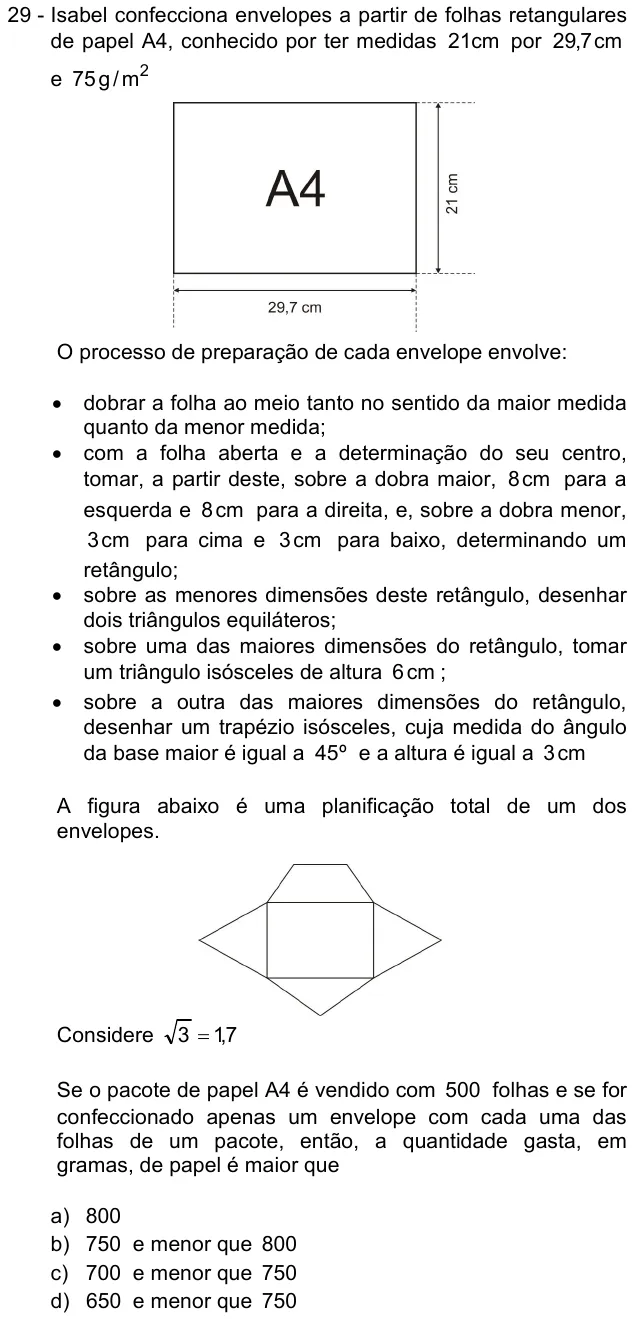 29 - Isabel confecciona envelopes a partir de folhas retangulares
de papel A4, conhecido por ter medidas 21cm por 29,7cm
e 75g/m²
A4
21 cm
29,7 cm
O processo de preparação de cada envelope envolve:
• dobrar a folha ao meio tanto no sentido da maior medida
quanto da menor medida;
• com a folha aberta e a determinação do seu centro,
tomar, a partir deste, sobre a dobra maior, 8cm para a
esquerda e 8cm para a direita, e, sobre a dobra menor,
3cm para cima e 3cm para baixo, determinando um
retângulo;
• sobre as menores dimensões deste retângulo, desenhar
dois triângulos equiláteros;
• sobre uma das maiores dimensões do retângulo, tomar
um triângulo isósceles de altura 6cm ;
• sobre a outra das maiores dimensões do retângulo,
desenhar um trapézio isósceles, cuja medida do ângulo
da base maior é igual a 45º e a altura é igual a 3cm
A figura abaixo é uma planificação total de um dos
envelopes.
Considere √3 = 1,7
Se o pacote de papel A4 é vendido com 500 folhas e se for
confeccionado apenas um envelope com cada uma das
folhas de um pacote, então, a quantidade gasta, em
gramas, de papel é maior que
a) 800
b) 750 e menor que 800
c) 700 e menor que 750
d) 650 e menor que 750